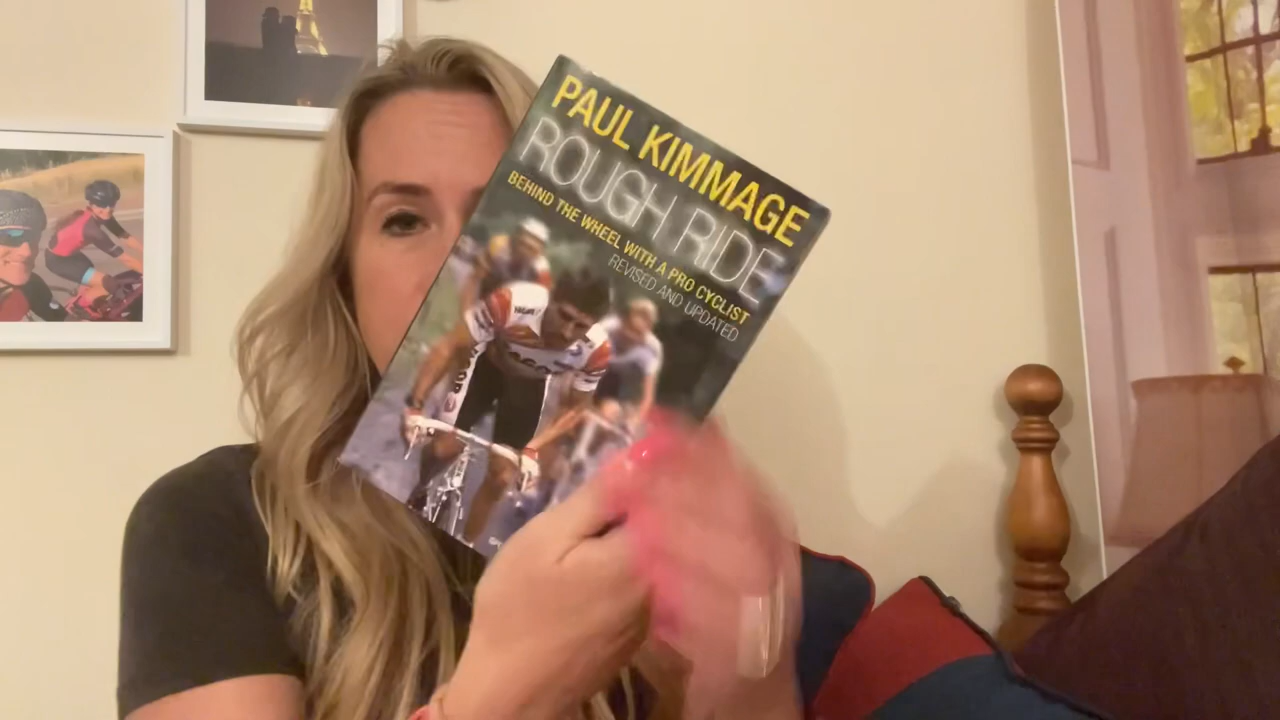 PAUL KIMMAGE
ROUGH RIDE
BEHIND THE WHEEL WITH A PRO CYCLIST
REVISED AND UPDATED